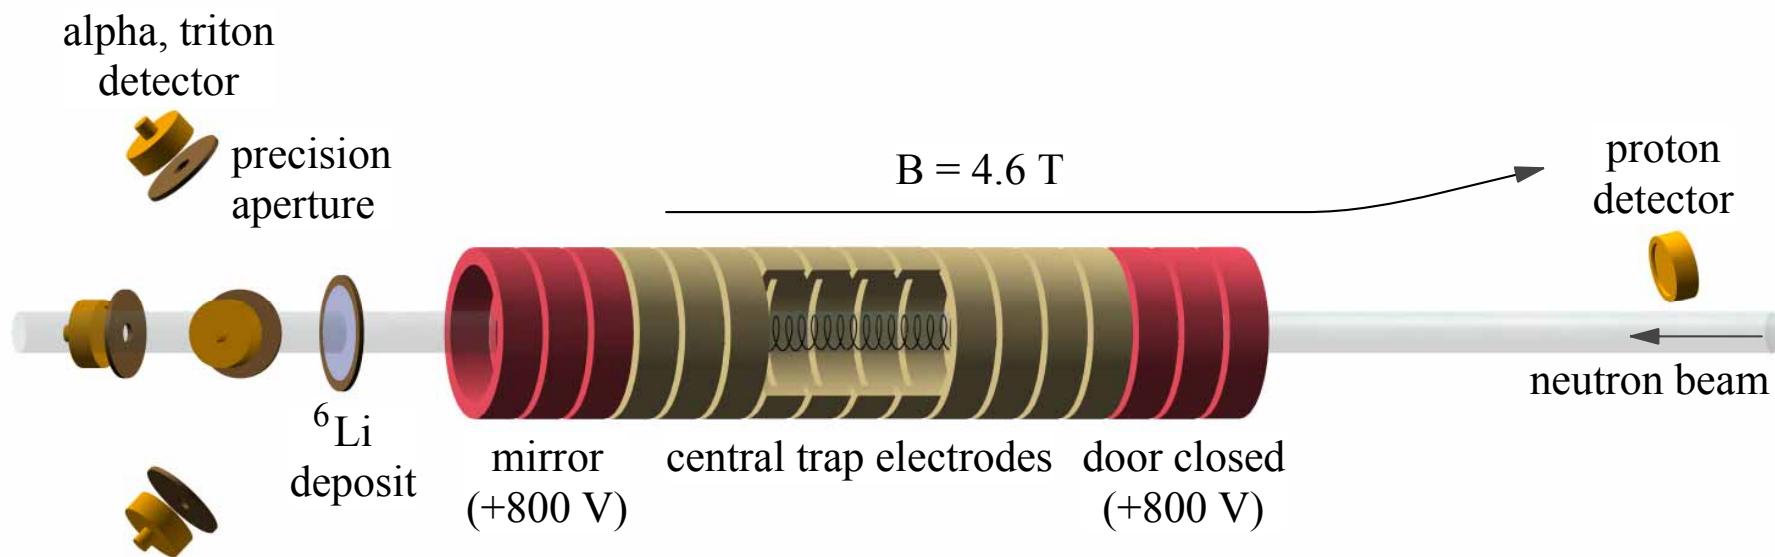 alpha, triton
detector
precision
aperture
B = 4.6 T
proton
detector
neutron beam
⁶Li
deposit
mirror
(+800 V)
central trap electrodes
door closed
(+800 V)